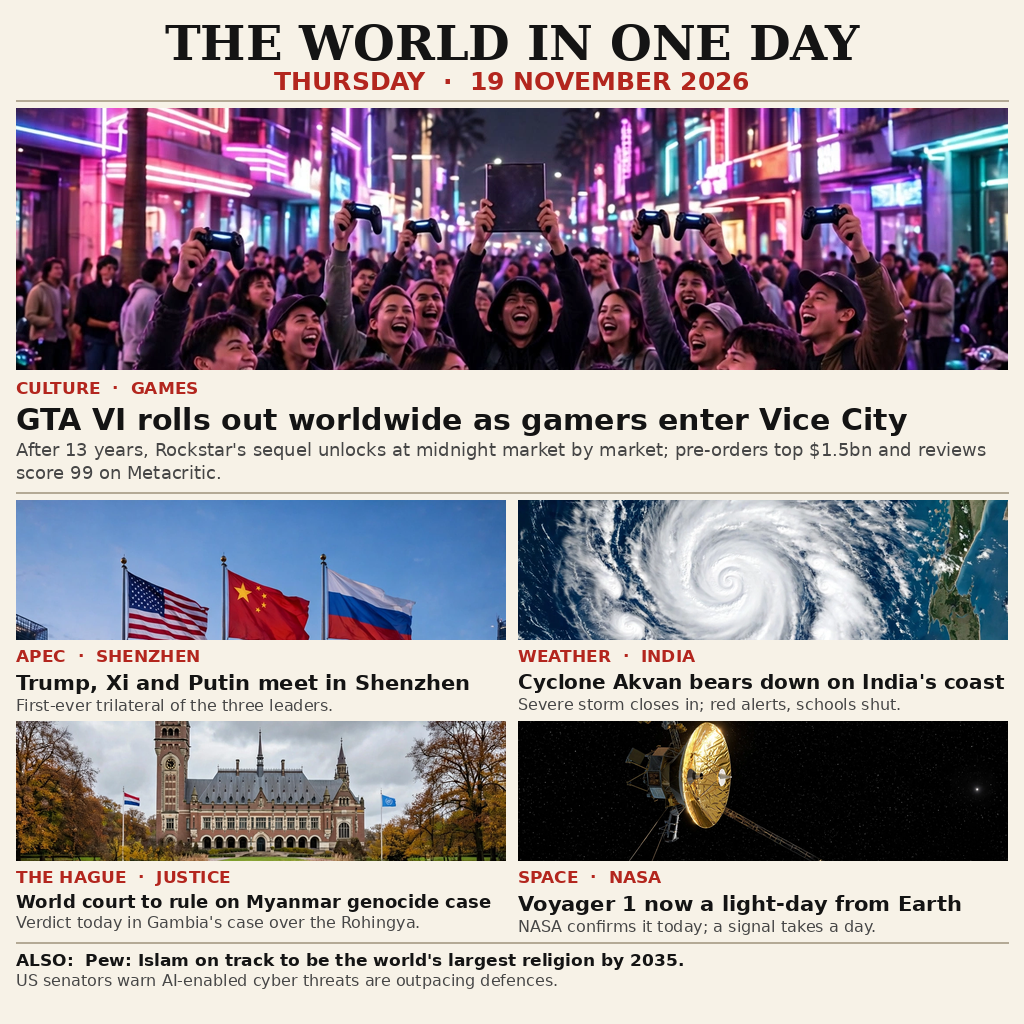 THE WORLD IN ONE DAY
THURSDAY · 19 NOVEMBER 2026
CULTURE · GAMES
GTA VI rolls out worldwide as gamers enter Vice City
After 13 years, Rockstar's sequel unlocks at midnight market by market; pre-orders top $1.5bn and reviews
score 99 on Metacritic.
APEC · SHENZHEN
Trump, Xi and Putin meet in Shenzhen
First-ever trilateral of the three leaders.
WEATHER · INDIA
Cyclone Akvan bears down on India's coast
Severe storm closes in; red alerts, schools shut.
THE HAGUE · JUSTICE
World court to rule on Myanmar genocide case
Verdict today in Gambia's case over the Rohingya.
SPACE · NASA
Voyager 1 now a light-day from Earth
NASA confirms it today; a signal takes a day.
ALSO: Pew: Islam on track to be the world's largest religion by 2035.
US senators warn AI-enabled cyber threats are outpacing defences.